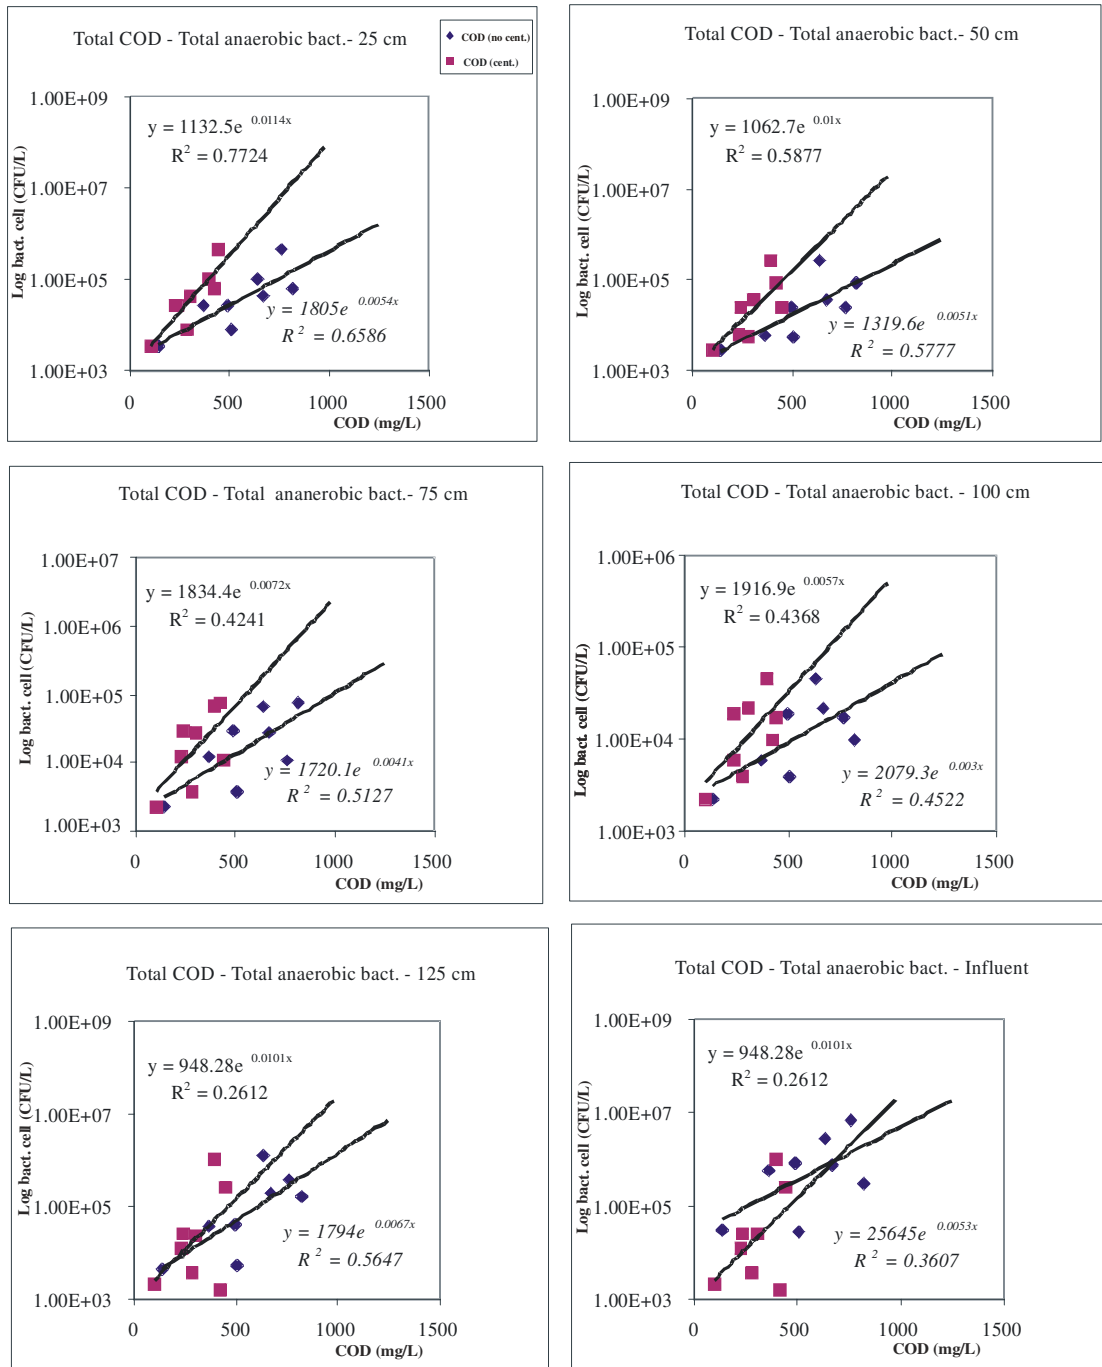 Total COD - Total anaerobic bact.- 25 cm
COD (no cent.)
COD (cent.)
1.00E+09
1.00E+07
1.00E+05
1.00E+03
Log bact. cell (CFU/L)
y = 1132.5e 0.0114x
R2 = 0.7724
y = 1805e 0.0054x
R 2 = 0.6586
0 500 1000 1500
COD (mg/L)
Total COD - Total anaerobic bact.- 50 cm
1.00E+09
1.00E+07
1.00E+05
1.00E+03
Log bact. cell (CFU/L)
y = 1062.7e 0.01x
R2 = 0.5877
y = 1319.6e 0.0051x
R 2 = 0.5777
0 500 1000 1500
COD (mg/L)
Total COD - Total ananerobic bact.- 75 cm
1.00E+07
1.00E+06
1.00E+05
1.00E+04
1.00E+03
Log bact. cell (CFU/L)
y = 1834.4e 0.0072x
R2 = 0.4241
y = 1720.1e 0.0041x
R 2 = 0.5127
0 500 1000 1500
COD (mg/L)
Total COD - Total anaerobic bact. - 100 cm
1.00E+06
1.00E+05
1.00E+04
1.00E+03
Log bact. cell (CFU/L)
y = 1916.9e 0.0057x
R2 = 0.4368
y = 2079.3e 0.003x
R 2 = 0.4522
0 500 1000 1500
COD (mg/L)
Total COD - Total anaerobic bact. - 125 cm
1.00E+09
1.00E+07
1.00E+05
1.00E+03
Log bact. cell (CFU/L)
y = 948.28e 0.0101x
R2 = 0.2612
y = 1794e 0.0067x
R 2 = 0.5647
0 500 1000 1500
COD (mg/L)
Total COD - Total anaerobic bact. - Influent
1.00E+09
1.00E+07
1.00E+05
1.00E+03
Log bact. cell (CFU/L)
y = 948.28e 0.0101x
R2 = 0.2612
y = 25645e 0.0053x
R 2 = 0.3607
0 500 1000 1500
COD (mg/L)